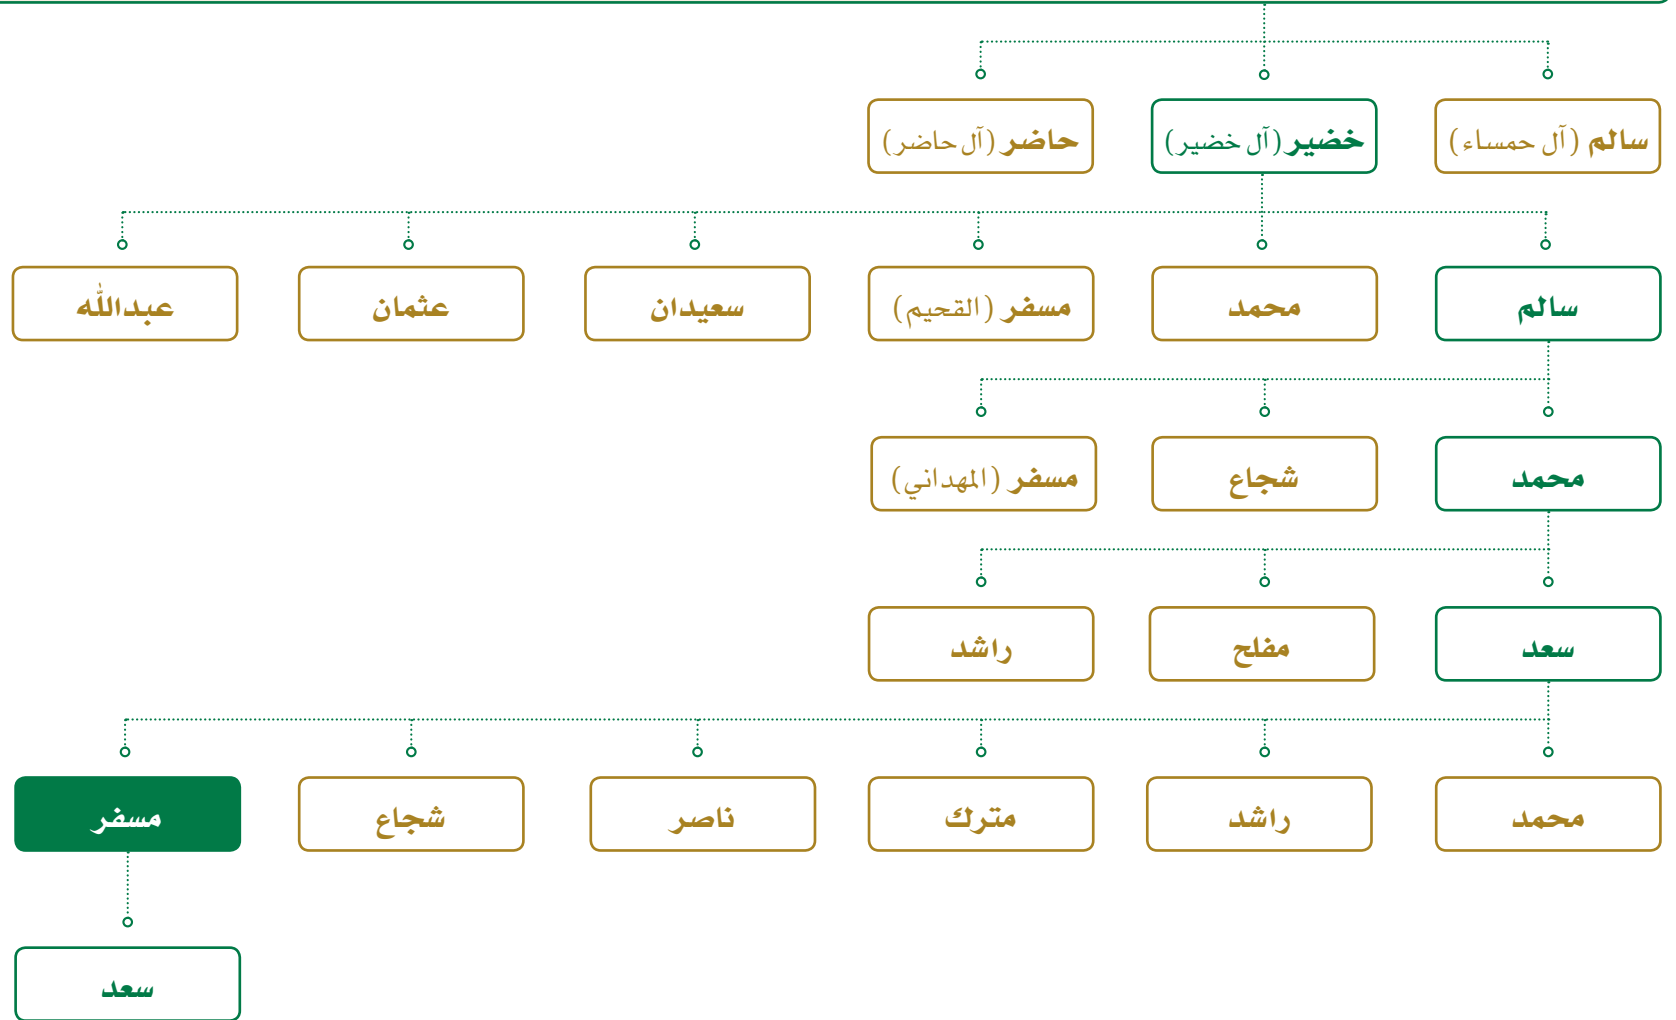 سالم (آل حمساء)
خضير (آل خضير)
حاضر (آل حاضر)
سالم
محمد
مسفر (القحيم)
سعيدان
عثمان
عبدالله
محمد
شجاع
مسفر (المهداني)
سعد
مفلح
راشد
محمد
راشد
مترك
ناصر
شجاع
مسفر
سعد